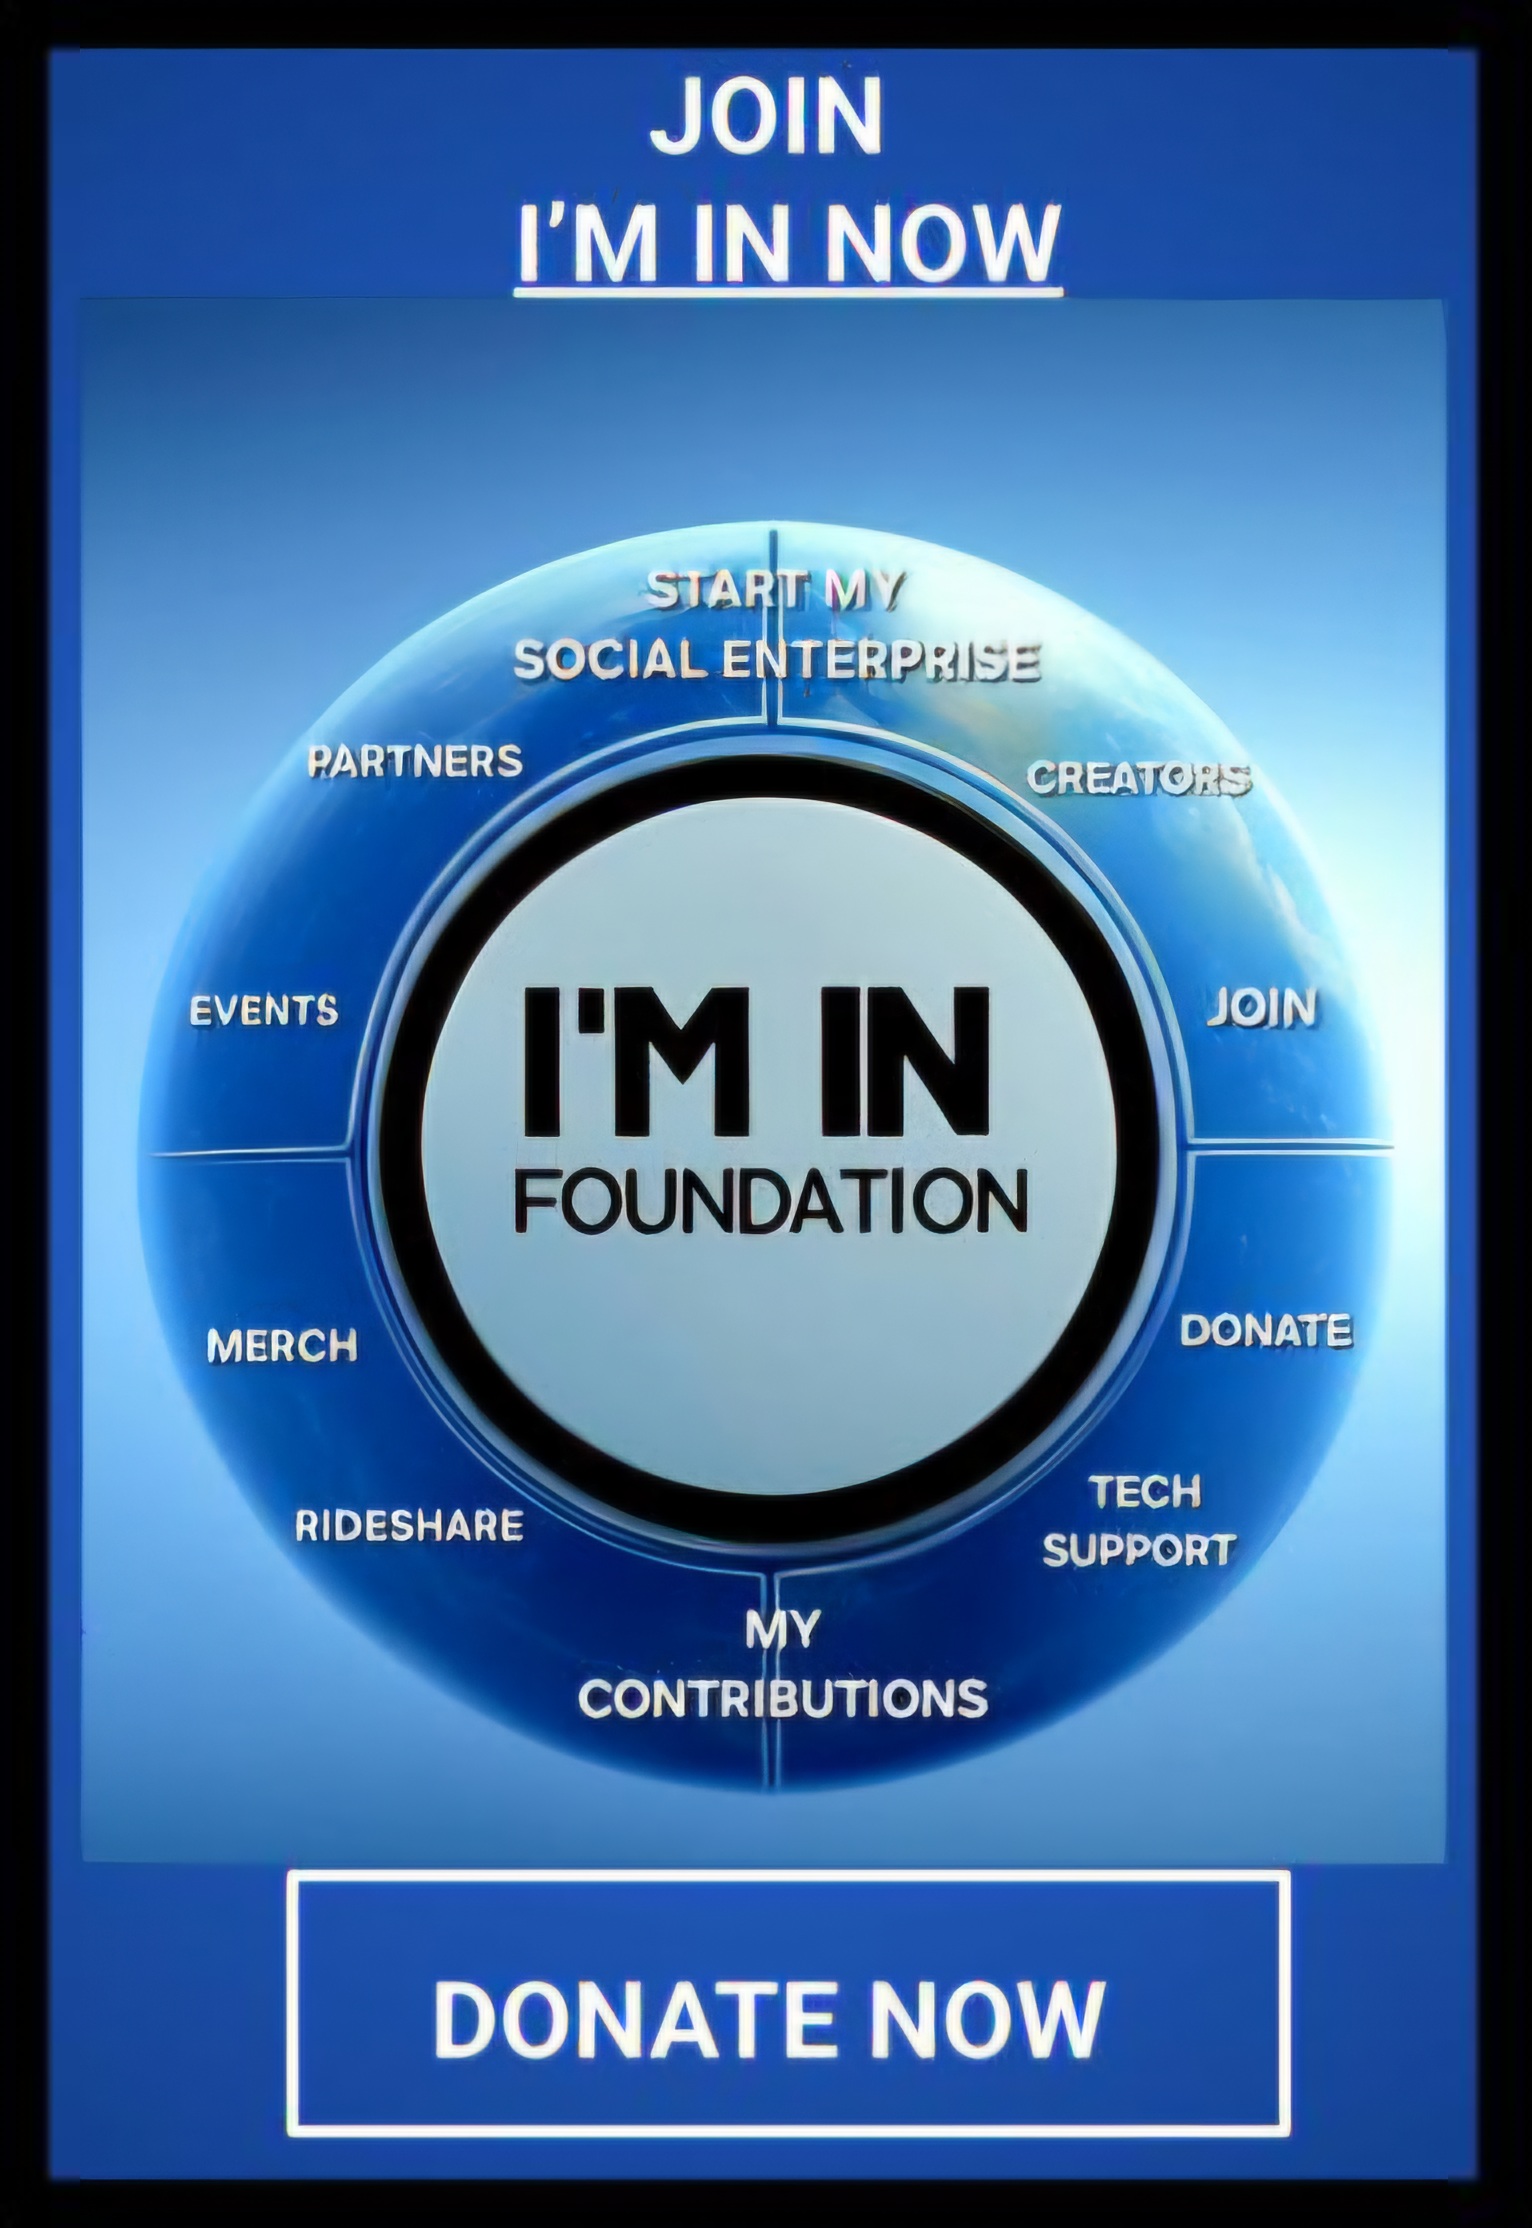 JOIN
I'M IN NOW
START MY
SOCIAL ENTERPRISE
PARTNERS
CREATORS
EVENTS
JOIN
I'M IN
FOUNDATION
MERCH
DONATE
RIDESHARE
TECH
SUPPORT
MY
CONTRIBUTIONS
DONATE NOW